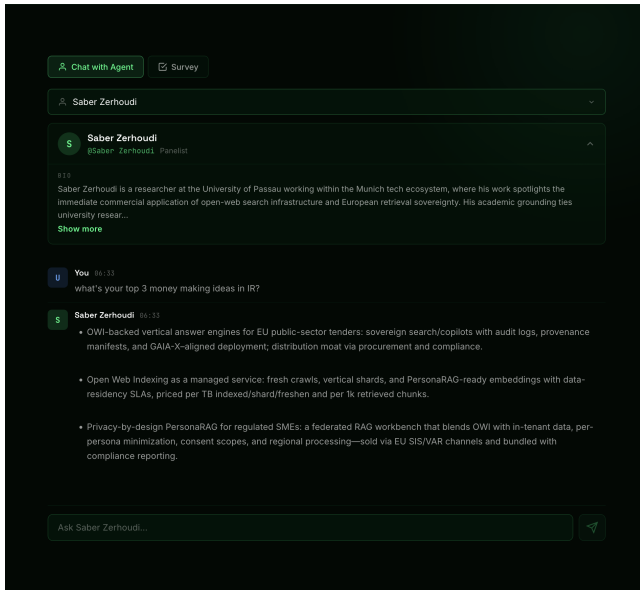 Chat with Agent
Survey
Saber Zerhoudi
S
Saber Zerhoudi
@Saber Zerhoudi Panelist
BIO
Saber Zerhoudi is a researcher at the University of Passau working within the Munich tech ecosystem, where his work spotlights the
immediate commercial application of open-web search infrastructure and European retrieval sovereignty. His academic grounding ties
university resear...
Show more
U
You 06:33
what's your top 3 money making ideas in IR?
S
Saber Zerhoudi 06:33
• OWI-backed vertical answer engines for EU public-sector tenders: sovereign search/copilots with audit logs, provenance
manifests, and GAIA-X–aligned deployment; distribution moat via procurement and compliance.
• Open Web Indexing as a managed service: fresh crawls, vertical shards, and PersonaRAG-ready embeddings with data-
residency SLAs, priced per TB indexed/shard/freshen and per 1k retrieved chunks.
• Privacy-by-design PersonaRAG for regulated SMEs: a federated RAG workbench that blends OWI with in-tenant data, per-
persona minimization, consent scopes, and regional processing—sold via EU SIS/VAR channels and bundled with
compliance reporting.
Ask Saber Zerhoudi...